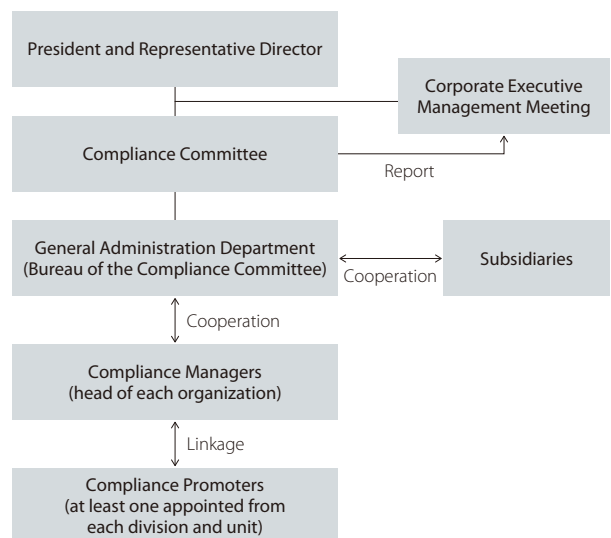 President and Representative Director
Corporate Executive
Management Meeting
Compliance Committee
Report
General Administration Department
(Bureau of the Compliance Committee)
Cooperation
Subsidiaries
Cooperation
Compliance Managers
(head of each organization)
Linkage
Compliance Promoters
(at least one appointed from
each division and unit)